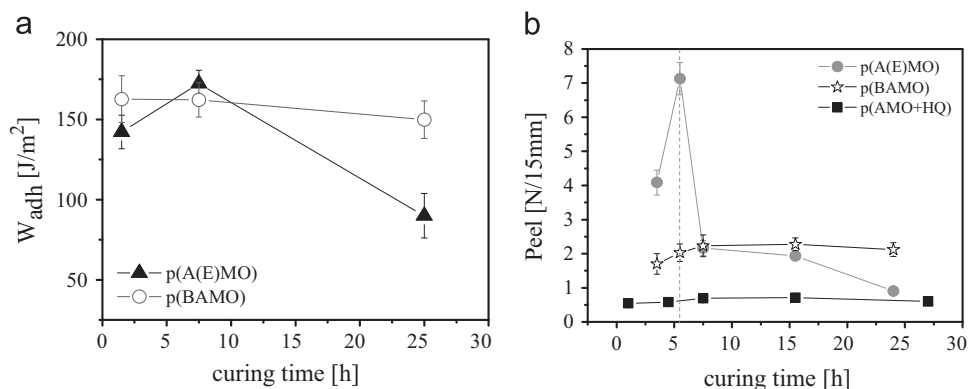 a
200
150
100
50
W_adh [J/m²]
p(A(E)MO)
p(BAMO)
0 5 10 15 20 25 30
curing time [h]
b
8
7
6
5
4
3
2
1
0
Peel [N/15mm]
p(A(E)MO)
p(BAMO)
p(AMO+HQ)
0 5 10 15 20 25 30
curing time [h]